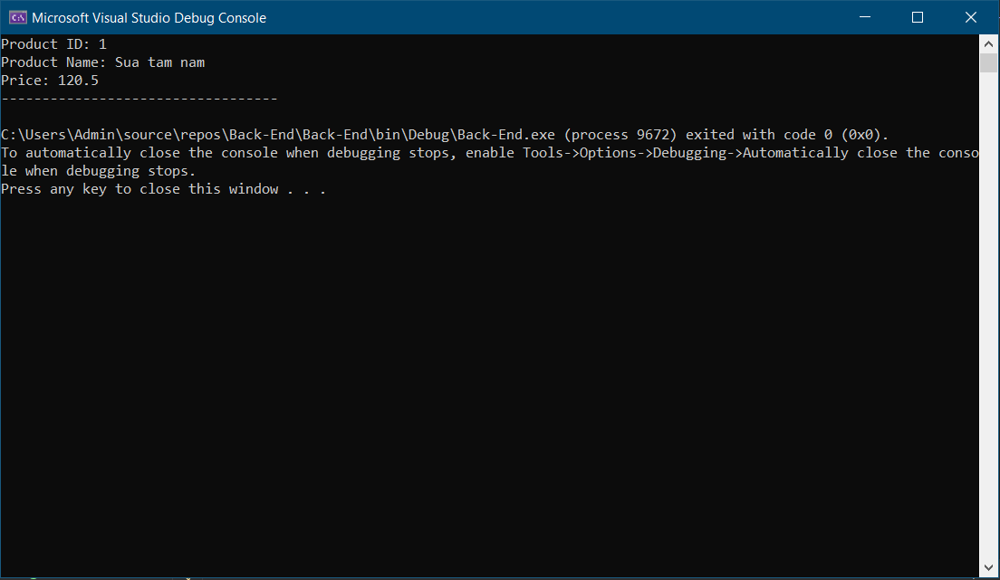 Microsoft Visual Studio Debug Console
Product ID: 1
Product Name: Sua tam nam
Price: 120.5
----------------------------------
C:\Users\Admin\source\repos\Back-End\Back-End\bin\Debug\Back-End.exe (process 9672) exited with code 0 (0x0).
To automatically close the console when debugging stops, enable Tools->Options->Debugging->Automatically close the conso
le when debugging stops.
Press any key to close this window . . .